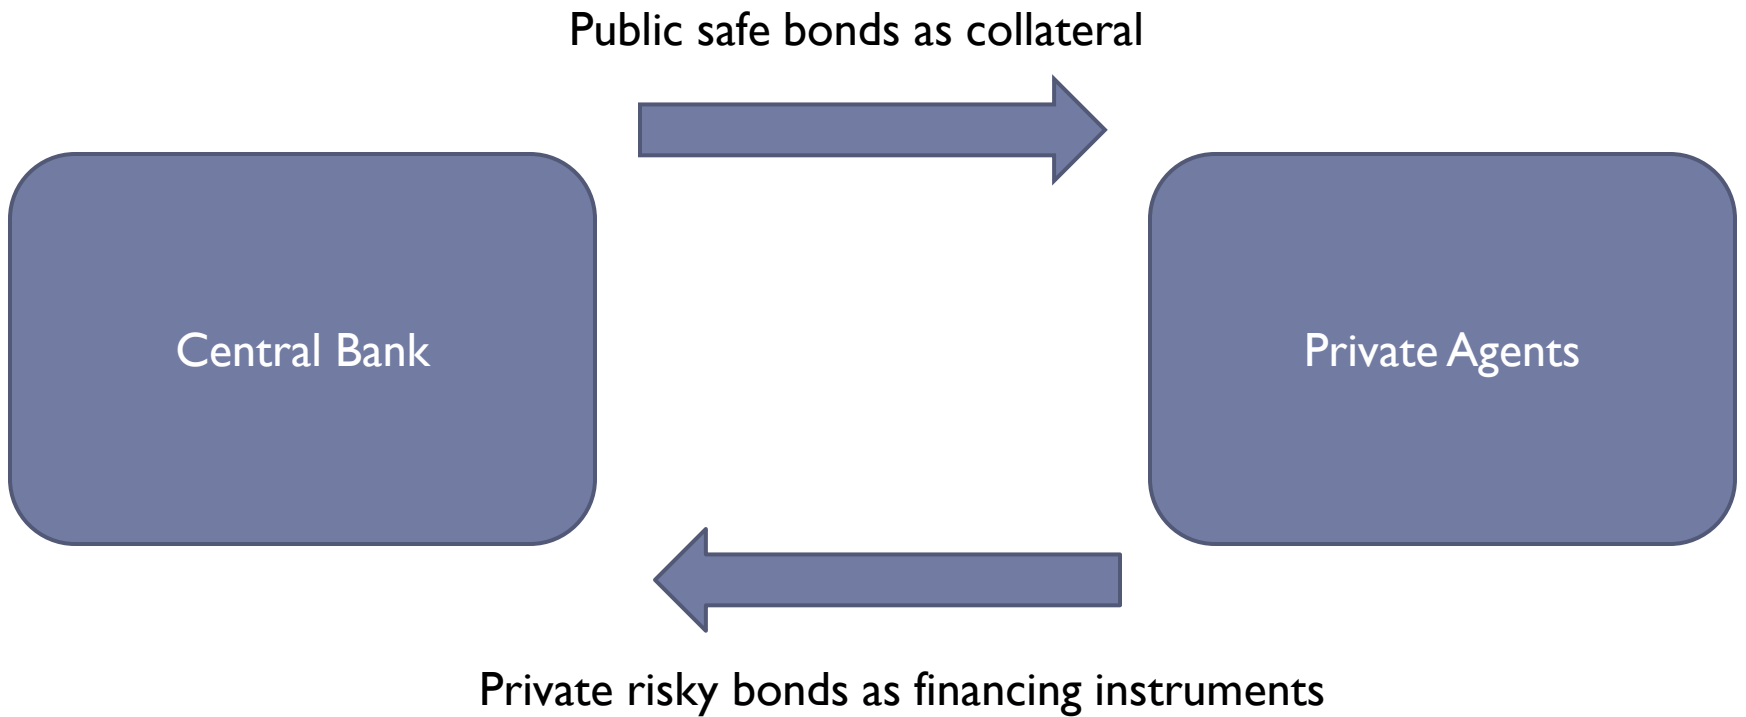 Public safe bonds as collateral
Central Bank
Private Agents
Private risky bonds as financing instruments